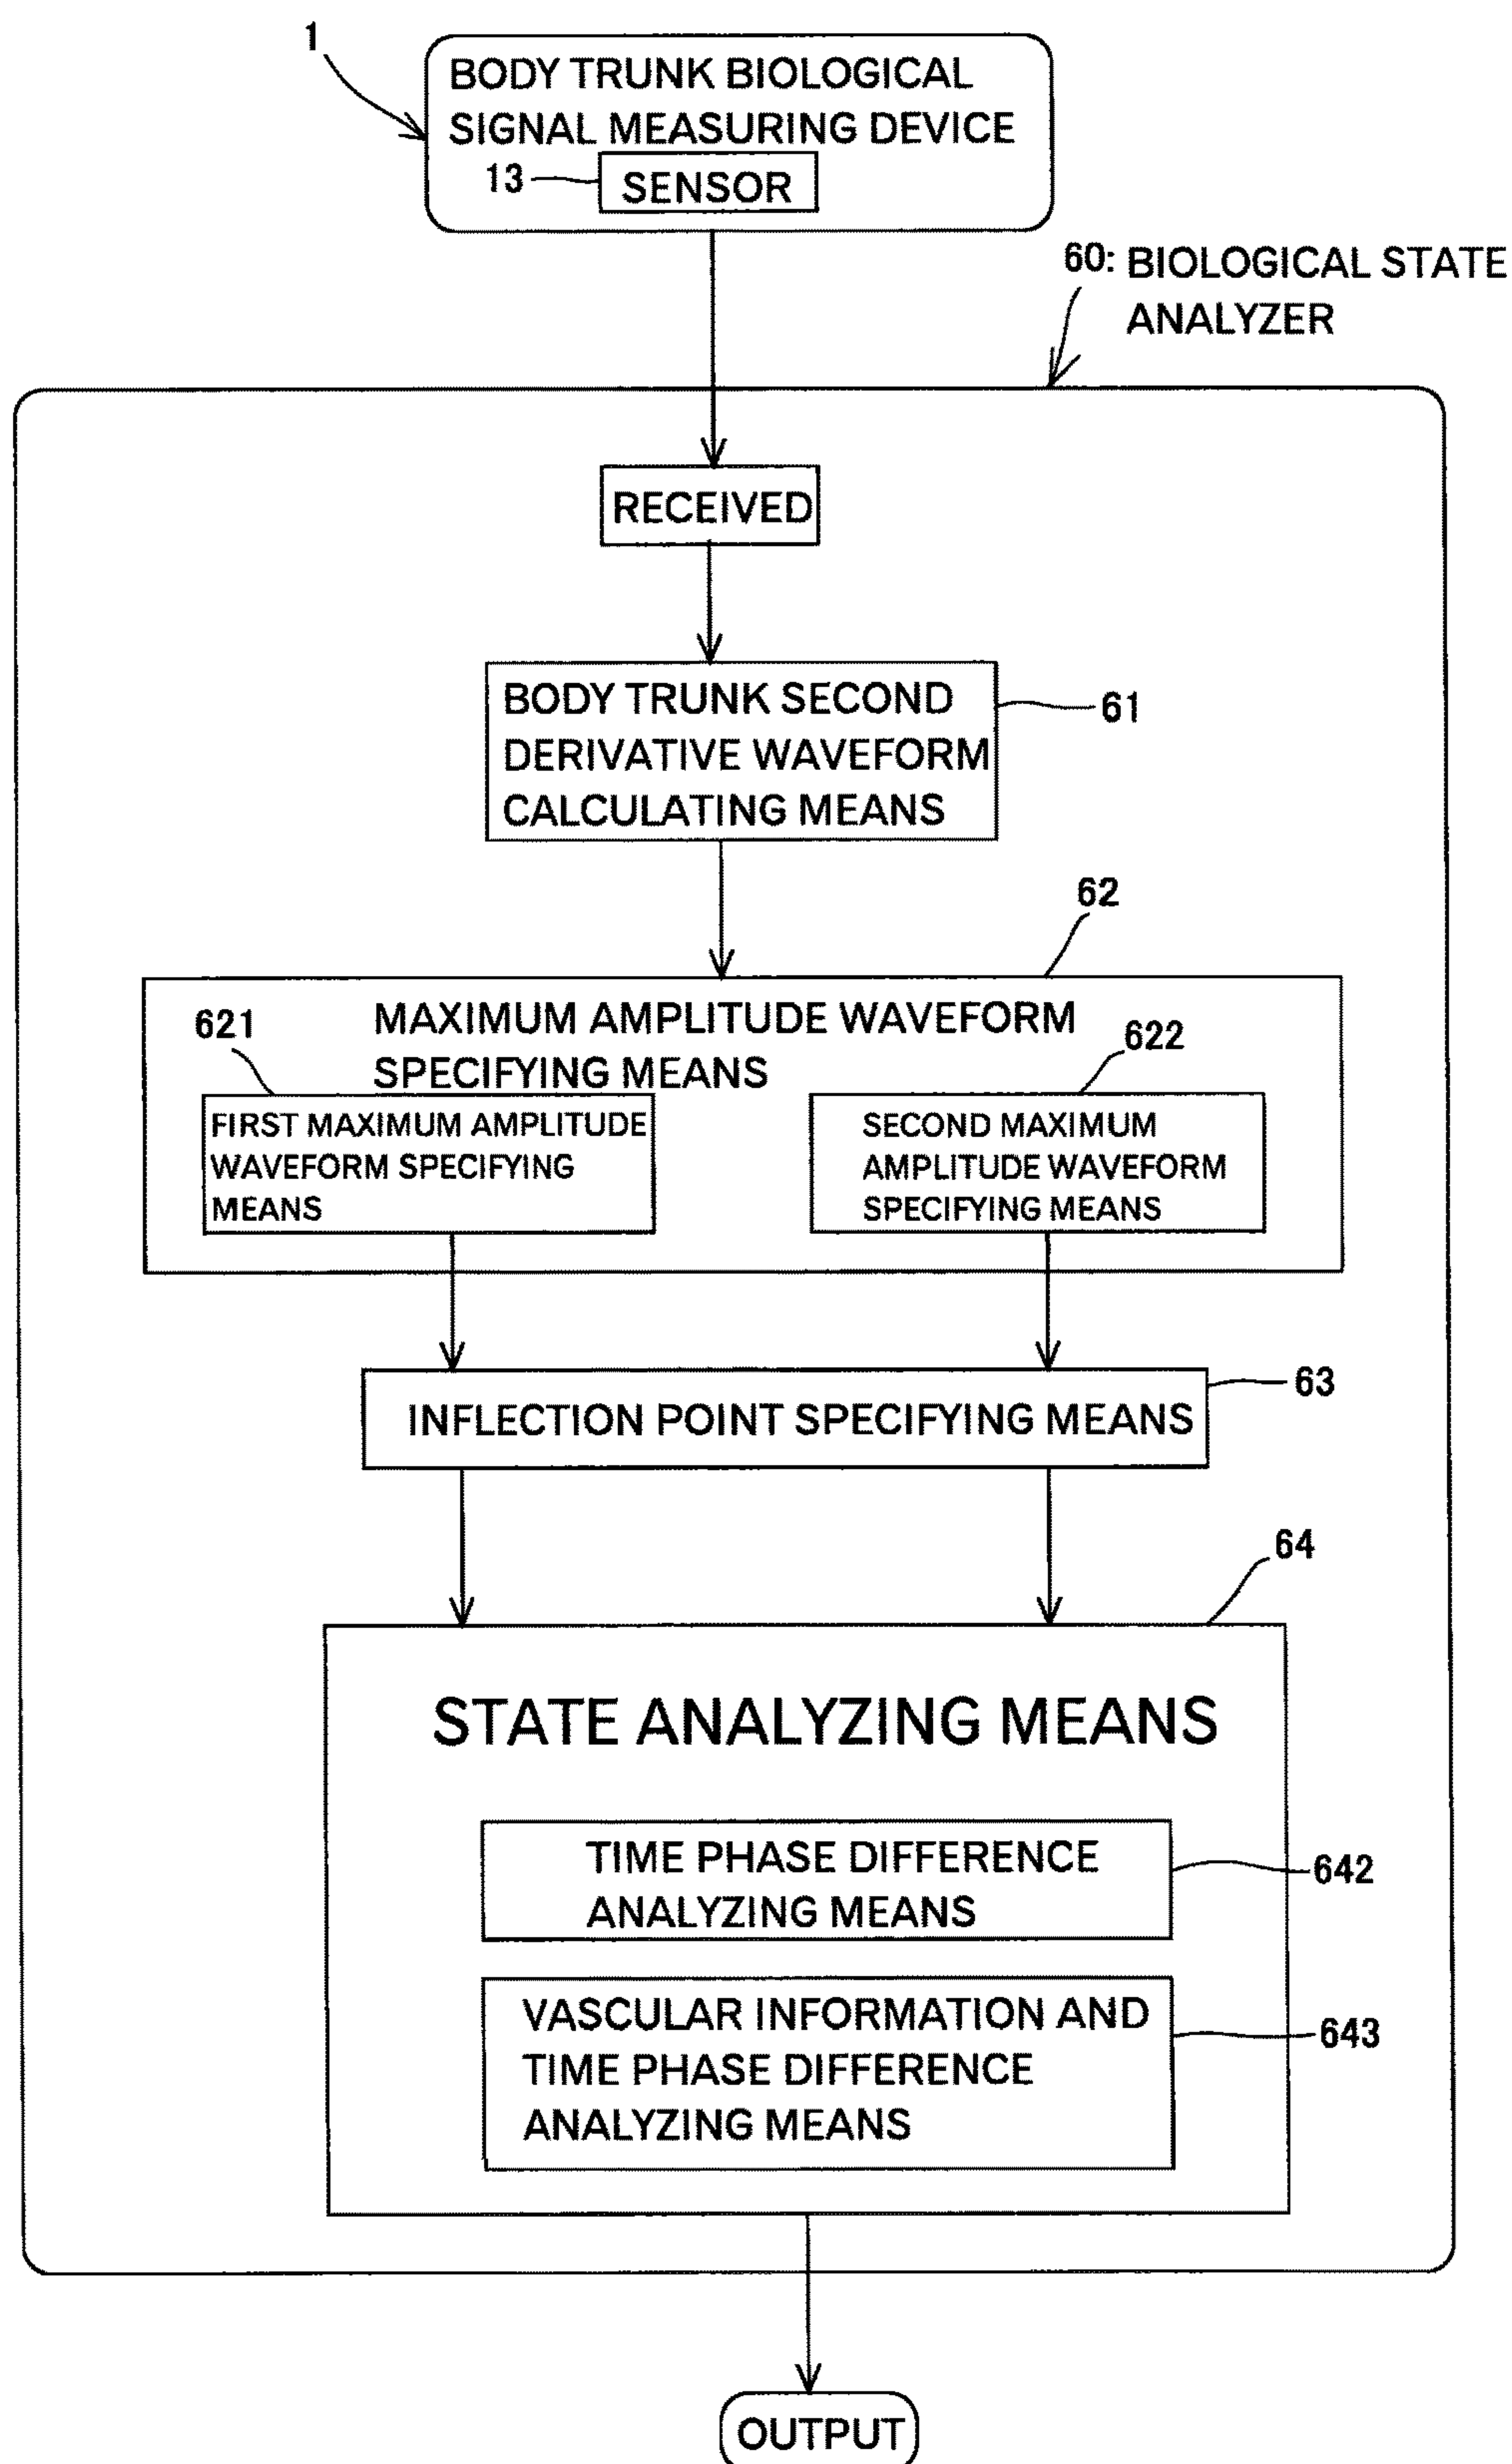 1
BODY TRUNK BIOLOGICAL
SIGNAL MEASURING DEVICE
13
SENSOR
60: BIOLOGICAL STATE
ANALYZER
RECEIVED
BODY TRUNK SECOND
DERIVATIVE WAVEFORM
CALCULATING MEANS
61
62
MAXIMUM AMPLITUDE WAVEFORM
SPECIFYING MEANS
621
622
FIRST MAXIMUM AMPLITUDE
WAVEFORM SPECIFYING
MEANS
SECOND MAXIMUM
AMPLITUDE WAVEFORM
SPECIFYING MEANS
INFLECTION POINT SPECIFYING MEANS
63
64
STATE ANALYZING MEANS
TIME PHASE DIFFERENCE
ANALYZING MEANS
642
VASCULAR INFORMATION AND
TIME PHASE DIFFERENCE
ANALYZING MEANS
643
OUTPUT